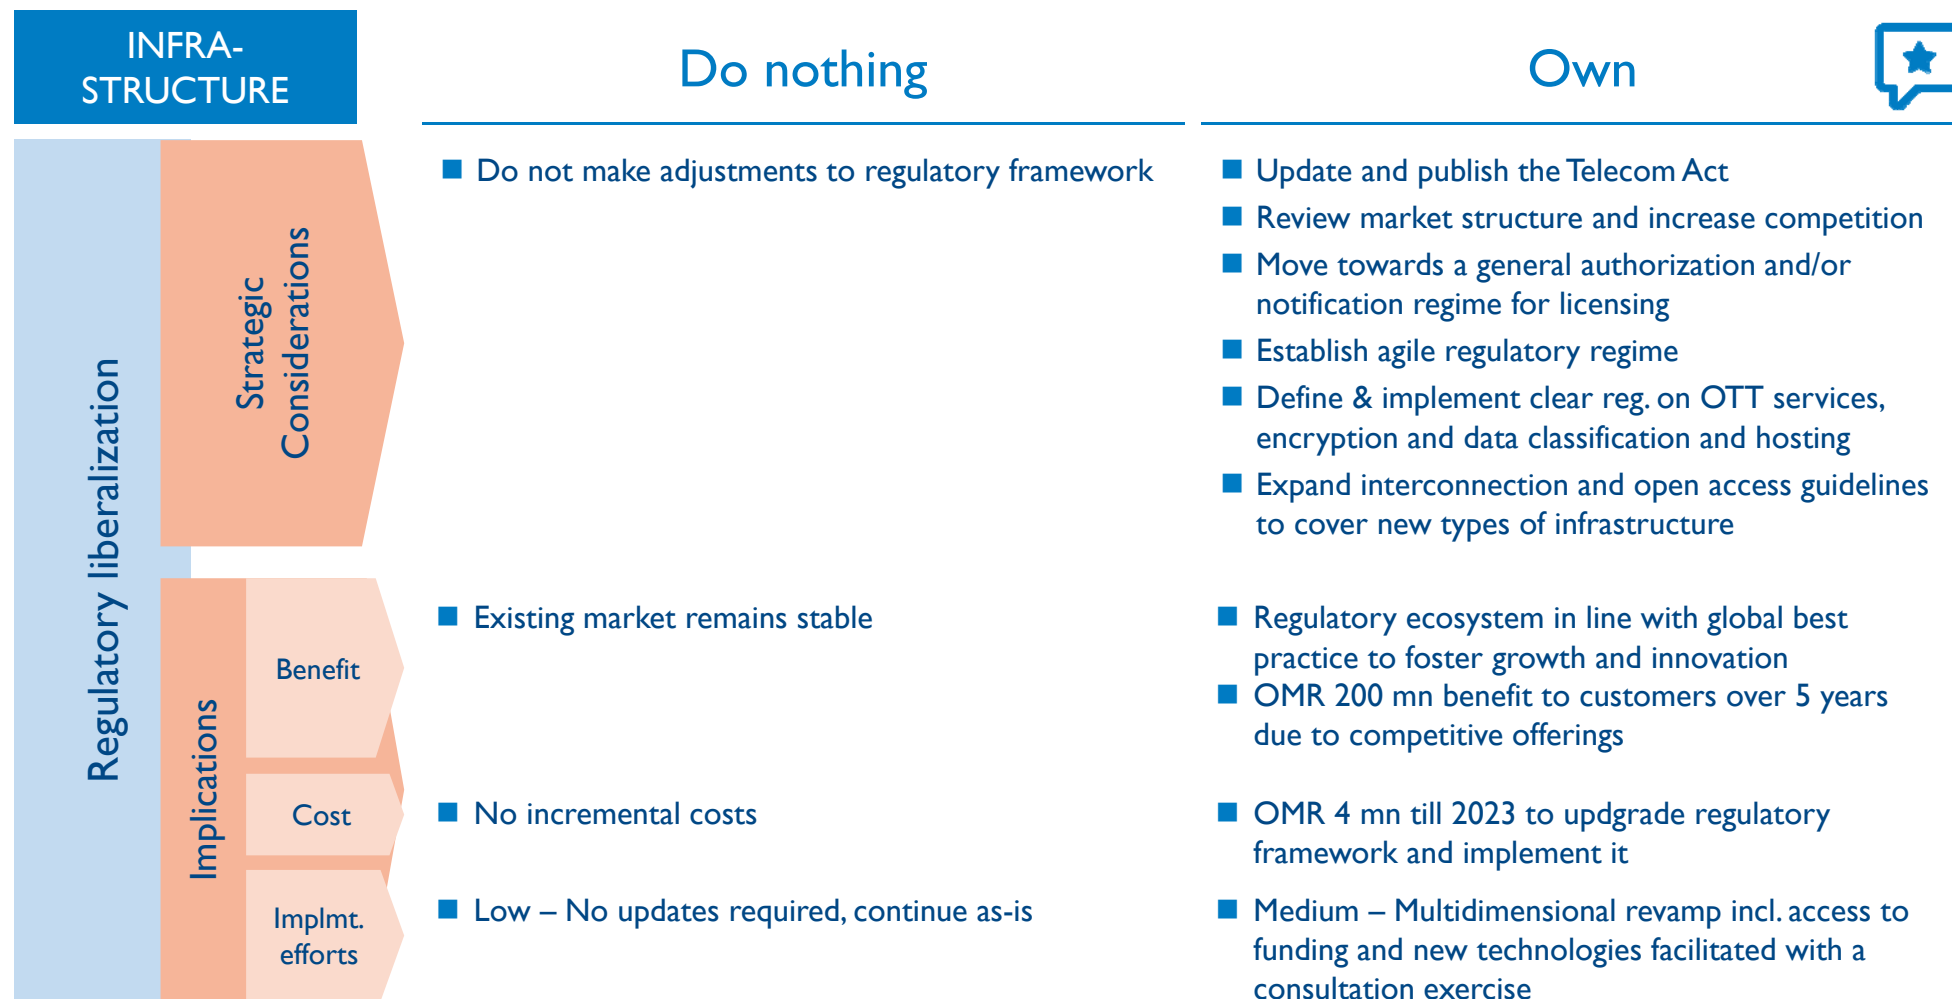 INFRA-
STRUCTURE
Do nothing
Own
Regulatory liberalization
Strategic
Considerations
■ Do not make adjustments to regulatory framework
■ Update and publish the Telecom Act
■ Review market structure and increase competition
■ Move towards a general authorization and/or
notification regime for licensing
■ Establish agile regulatory regime
■ Define & implement clear reg. on OTT services,
encryption and data classification and hosting
■ Expand interconnection and open access guidelines
to cover new types of infrastructure
Implications
Benefit
■ Existing market remains stable
■ Regulatory ecosystem in line with global best
practice to foster growth and innovation
■ OMR 200 mn benefit to customers over 5 years
due to competitive offerings
Cost
■ No incremental costs
■ OMR 4 mn till 2023 to updgrade regulatory
framework and implement it
Implmt.
efforts
■ Low – No updates required, continue as-is
■ Medium – Multidimensional revamp incl. access to
funding and new technologies facilitated with a
consultation exercise